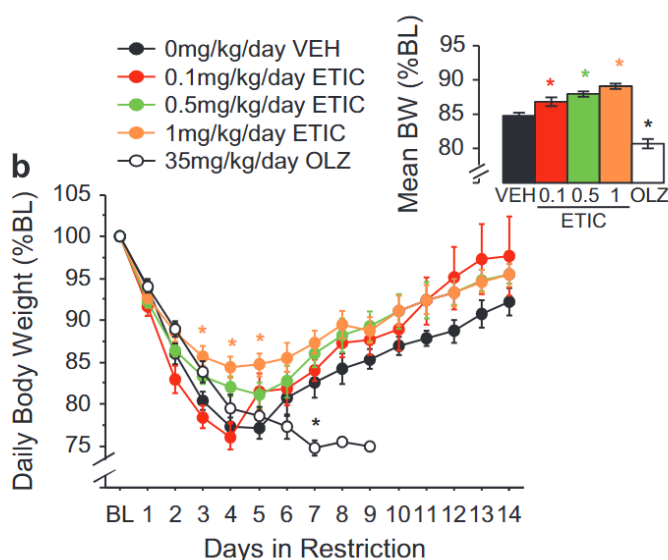 0mg/kg/day VEH
0.1mg/kg/day ETIC
0.5mg/kg/day ETIC
1mg/kg/day ETIC
35mg/kg/day OLZ
Mean BW (%BL)
95
90
85
80
* * * *
VEH 0.1 0.5 1 OLZ
ETIC
b
Daily Body Weight (%BL)
105
100
95
90
85
80
75
* * * *
BL 1 2 3 4 5 6 7 8 9 10 11 12 13 14
Days in Restriction